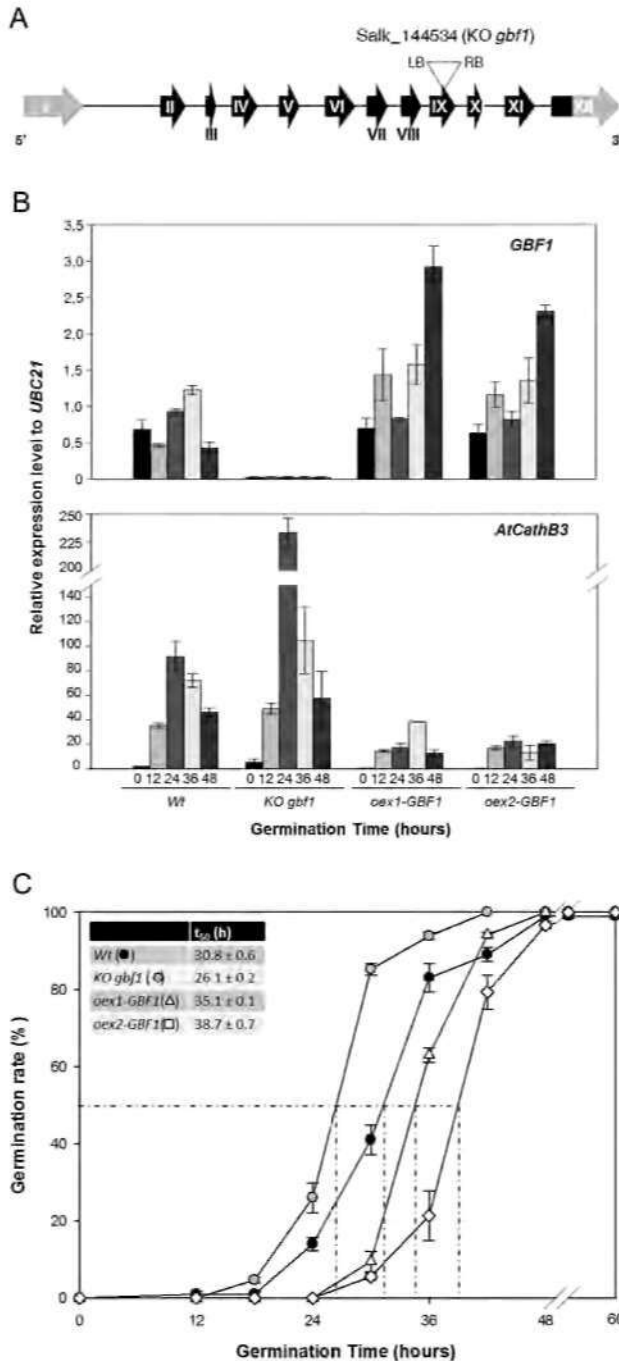 A
Salk_144534 (KO gbf1)
LB RB
II IV V VI IX X XI XII
III VII VIII
5' 3'
B
Relative expression level to UBC21
GBF1
3,5
3,0
2,5
2,0
1,5
1,0
0,5
0
AtCathB3
250
225
200
140
120
100
80
60
40
20
0
0 12 24 36 48 0 12 24 36 48 0 12 24 36 48 0 12 24 36 48
Wt KO gbf1 oex1-GBF1 oex2-GBF1
Germination Time (hours)
C
Germination rate (%)
100
80
60
40
20
0
t50 (h)
Wt (●) 30.8 ± 0.6
KO gbf1 (○) 26.1 ± 0.2
oex1-GBF1(△) 35.1 ± 0.1
oex2-GBF1(□) 38.7 ± 0.7
0 12 24 36 48 60
Germination Time (hours)